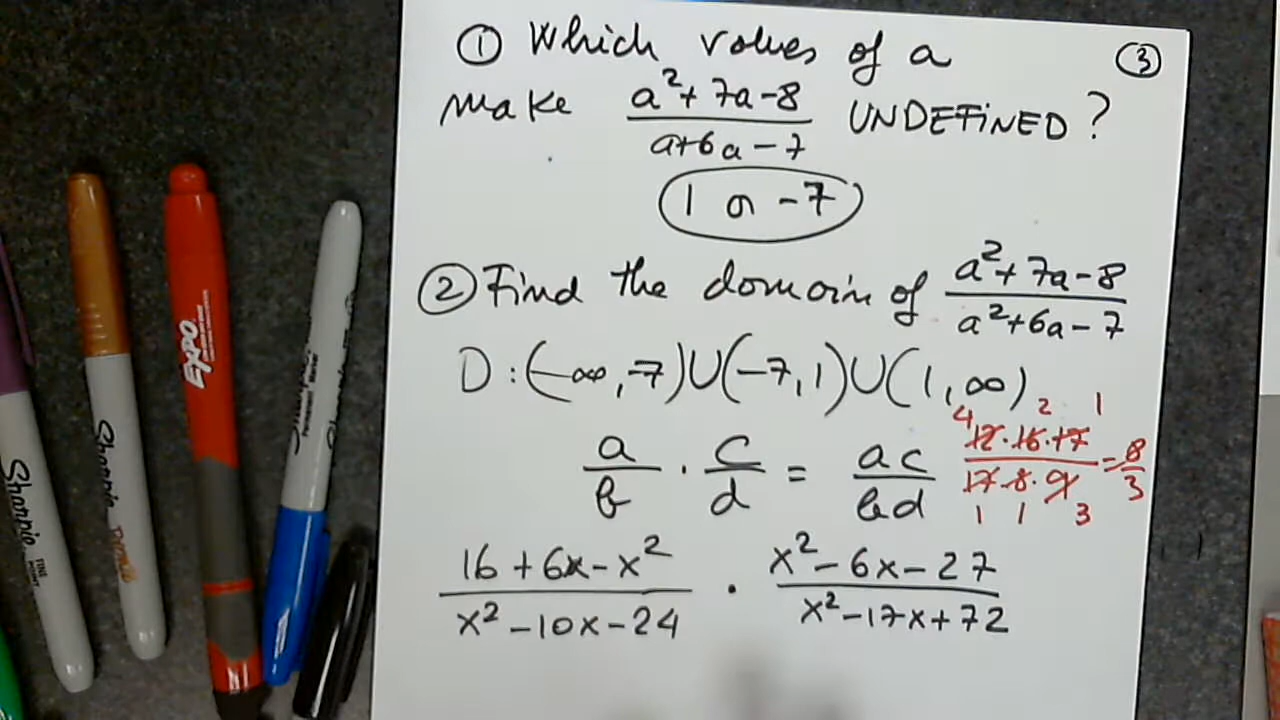 ① Which values of a
③
make a²+7a-8 / a+6a-7 UNDEFINED?
1 or -7
② Find the domain of a²+7a-8 / a²+6a-7
D: (-∞,-7)∪(-7,1)∪(1,∞)
4 2 1
a/b · c/d = ac/bd 12·16·17 / 17·8·9 = 8/3
1 1 3
16+6x-x² / x²-10x-24 · x²-6x-27 / x²-17x+72
EXPO
Sharpie
FINE
Sharpie